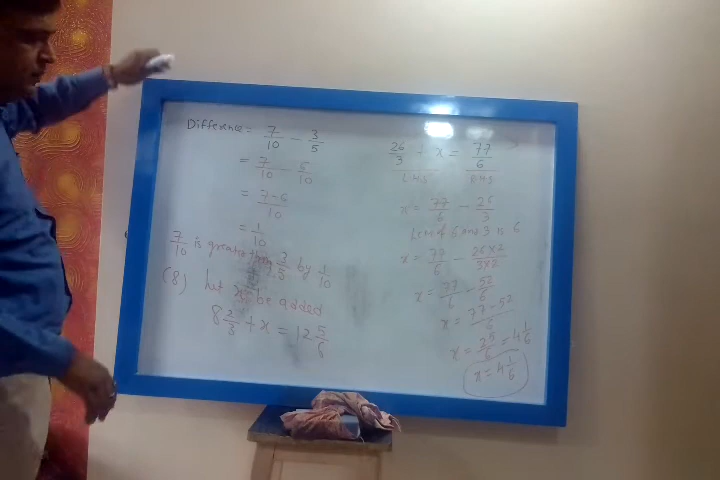 Difference = 7/10 - 3/5
= 7/10 - 6/10
= 7-6/10
= 1/10
7/10 is greater than 3/5 by 1/10
(8) Let x be added
8 2/3 + x = 12 5/6
26/3 + x = 77/6
L.H.S R.H.S
x = 77/6 - 26/3
Lcm of 6 and 3 is 6
x = 77/6 - 26×2/3×2
x = 77/6 - 52/6
x = 77-52/6
x = 25/6 = 4 1/6
x = 4 1/6